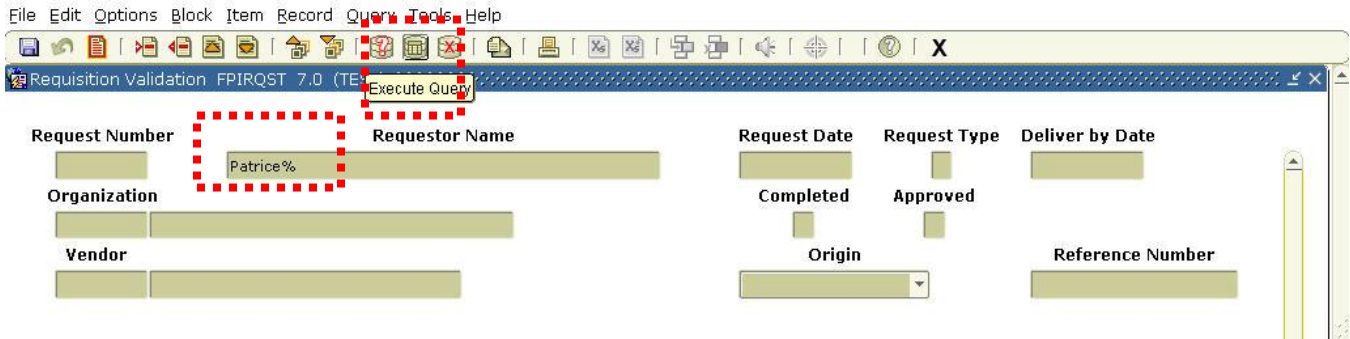 File Edit Options Block Item Record Query Tools Help
X
Requisition Validation FPIRQST 7.0 (TES
Execute Query
Request Number Requestor Name Request Date Request Type Deliver by Date
Patrice%
Organization Completed Approved
Vendor Origin Reference Number